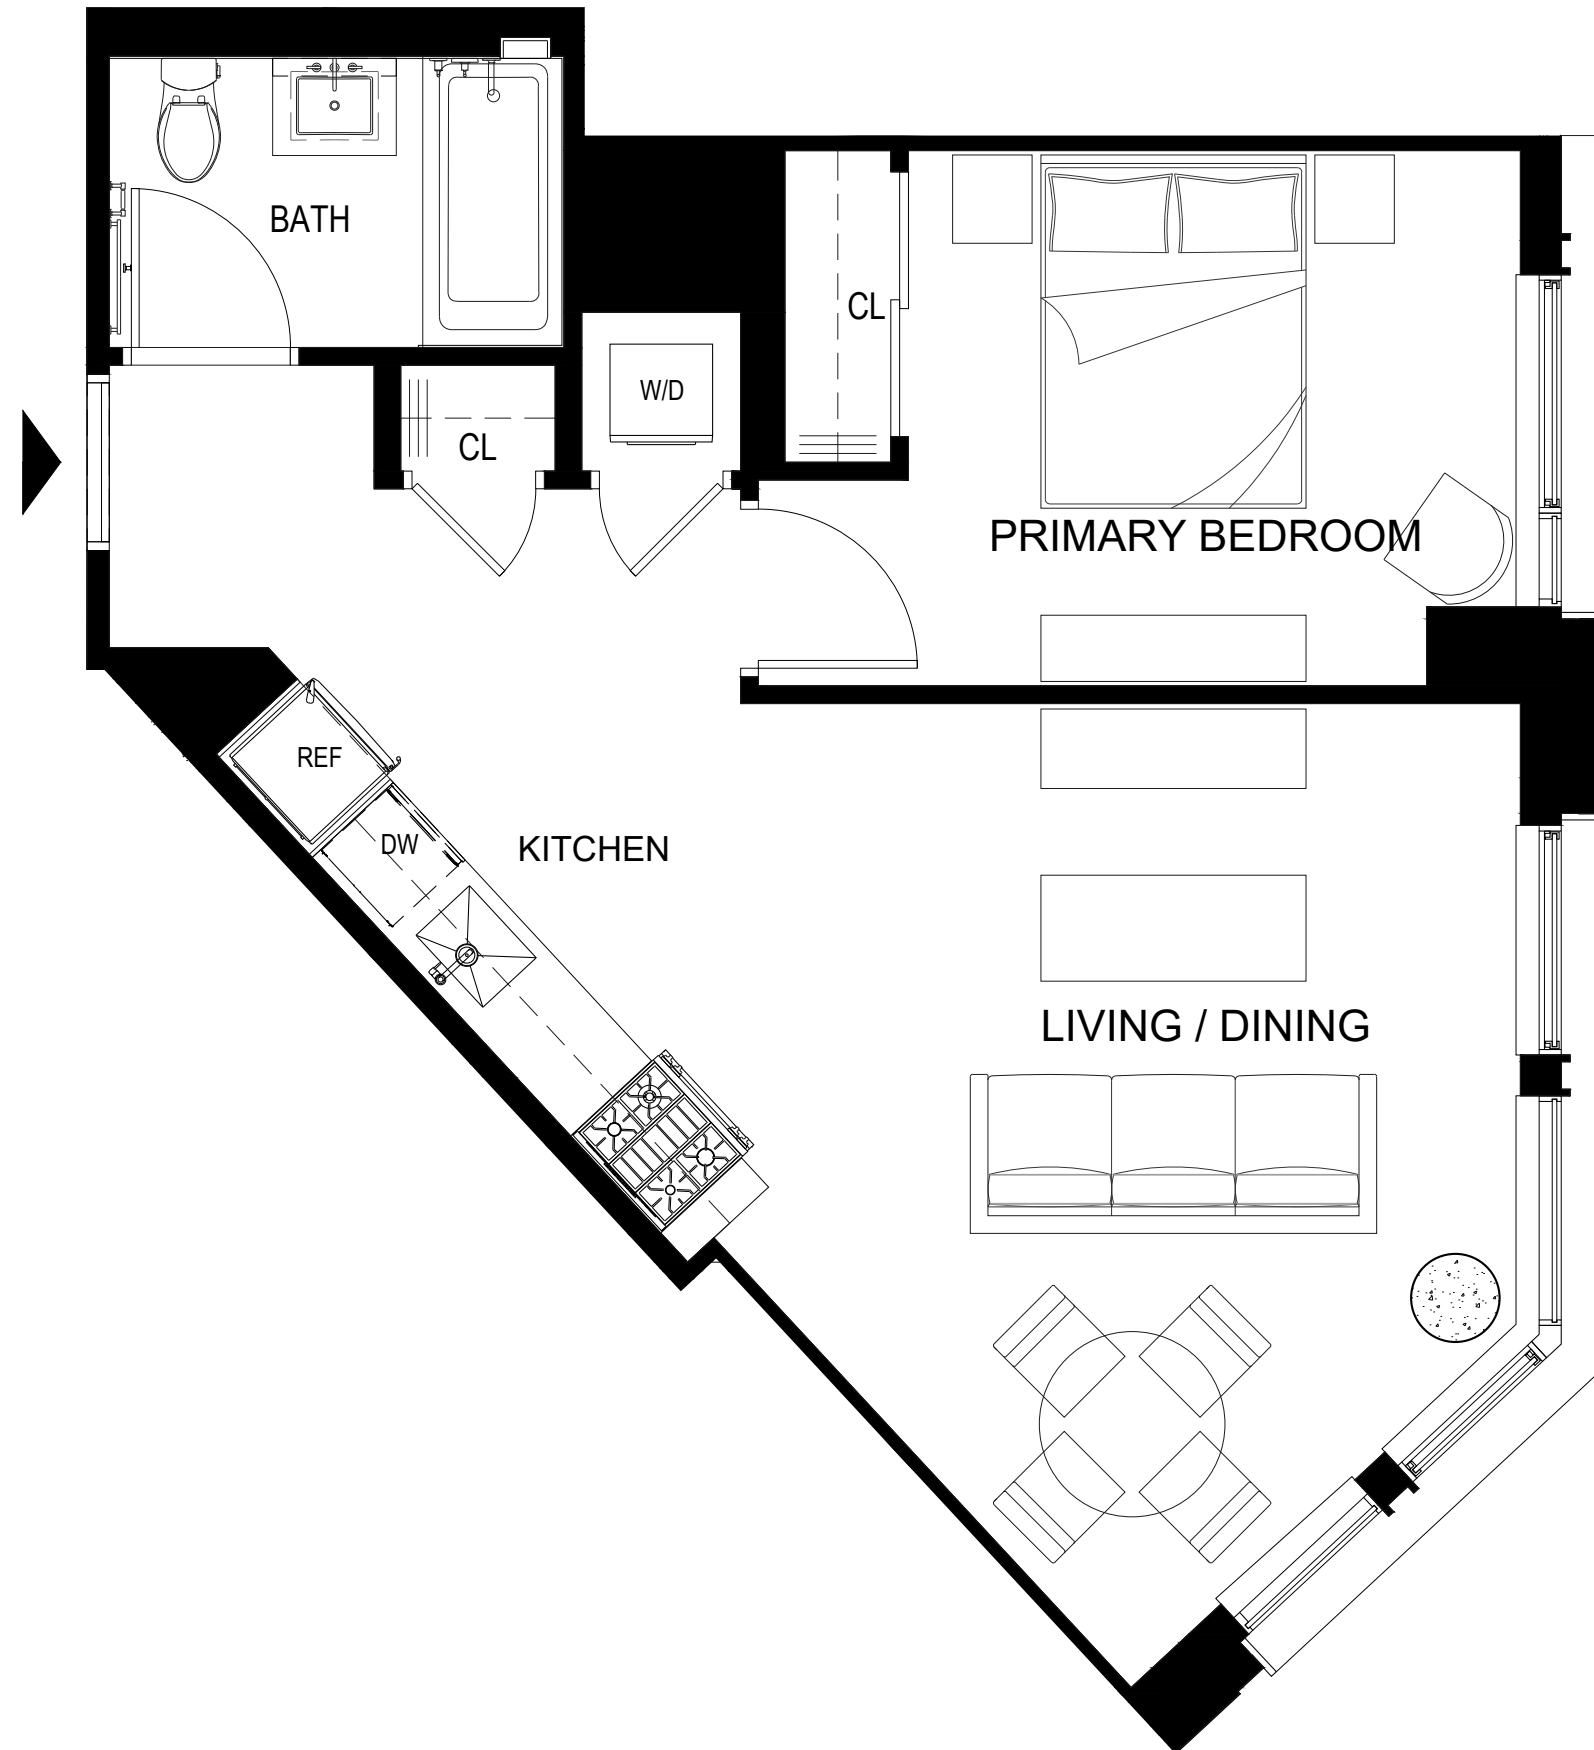 BATH
CL
W/D
CL
PRIMARY BEDROOM
REF
DW
KITCHEN
LIVING / DINING